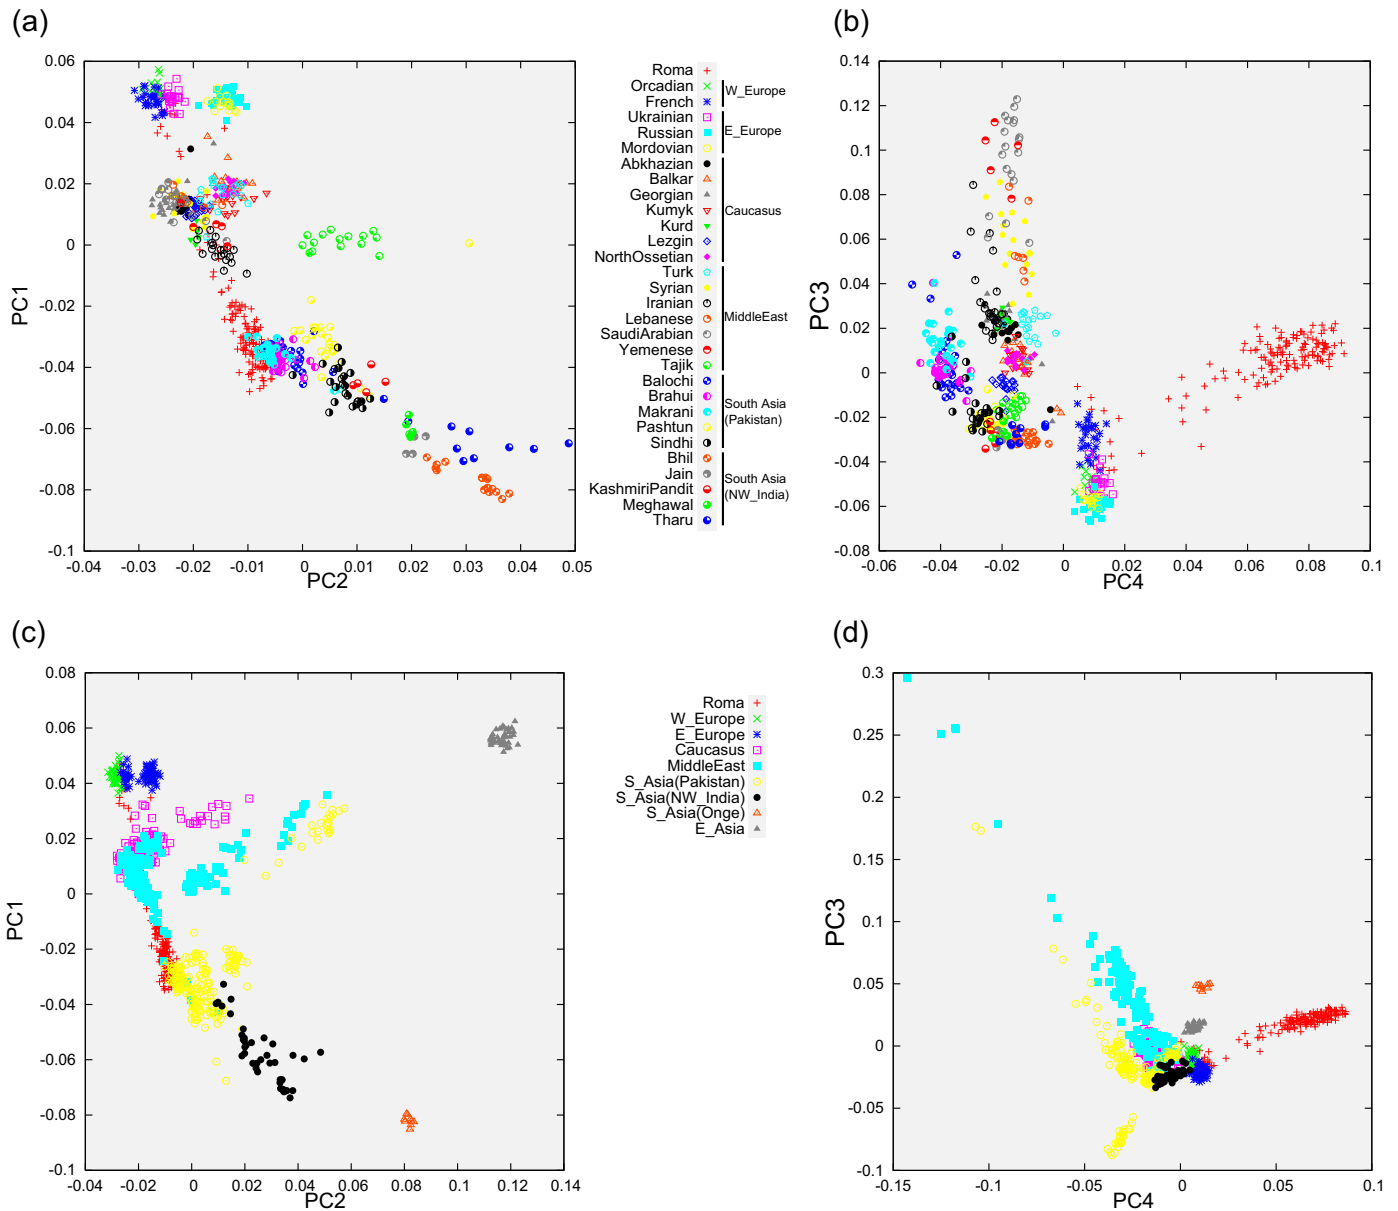 (a)
(b)
0.06
0.04
0.02
0
-0.02
-0.04
-0.06
-0.08
-0.1
PC1
-0.04
-0.03
-0.02
-0.01
0
0.01
0.02
0.03
0.04
0.05
PC2
Roma
Orcadian
French
W_Europe
Ukrainian
Russian
Mordovian
E_Europe
Abkhazian
Balkar
Georgian
Kumyk
Kurd
Lezgin
NorthOssetian
Caucasus
Turk
Syrian
Iranian
Lebanese
SaudiArabian
Yemenese
Tajik
MiddleEast
Balochi
Brahui
Makrani
Pashtun
Sindhi
South Asia
(Pakistan)
Bhil
Jain
KashmiriPandit
Meghawal
Tharu
South Asia
(NW_India)
0.14
0.12
0.1
0.08
0.06
0.04
0.02
0
-0.02
-0.04
-0.06
-0.08
PC3
-0.06
-0.04
-0.02
0
0.02
0.04
0.06
0.08
0.1
PC4
(c)
(d)
0.08
0.06
0.04
0.02
0
-0.02
-0.04
-0.06
-0.08
-0.1
PC1
-0.04
-0.02
0
0.02
0.04
0.06
0.08
0.1
0.12
0.14
PC2
Roma
W_Europe
E_Europe
Caucasus
MiddleEast
S_Asia(Pakistan)
S_Asia(NW_India)
S_Asia(Onge)
E_Asia
0.3
0.25
0.2
0.15
0.1
0.05
0
-0.05
-0.1
PC3
-0.15
-0.1
-0.05
0
0.05
0.1
PC4